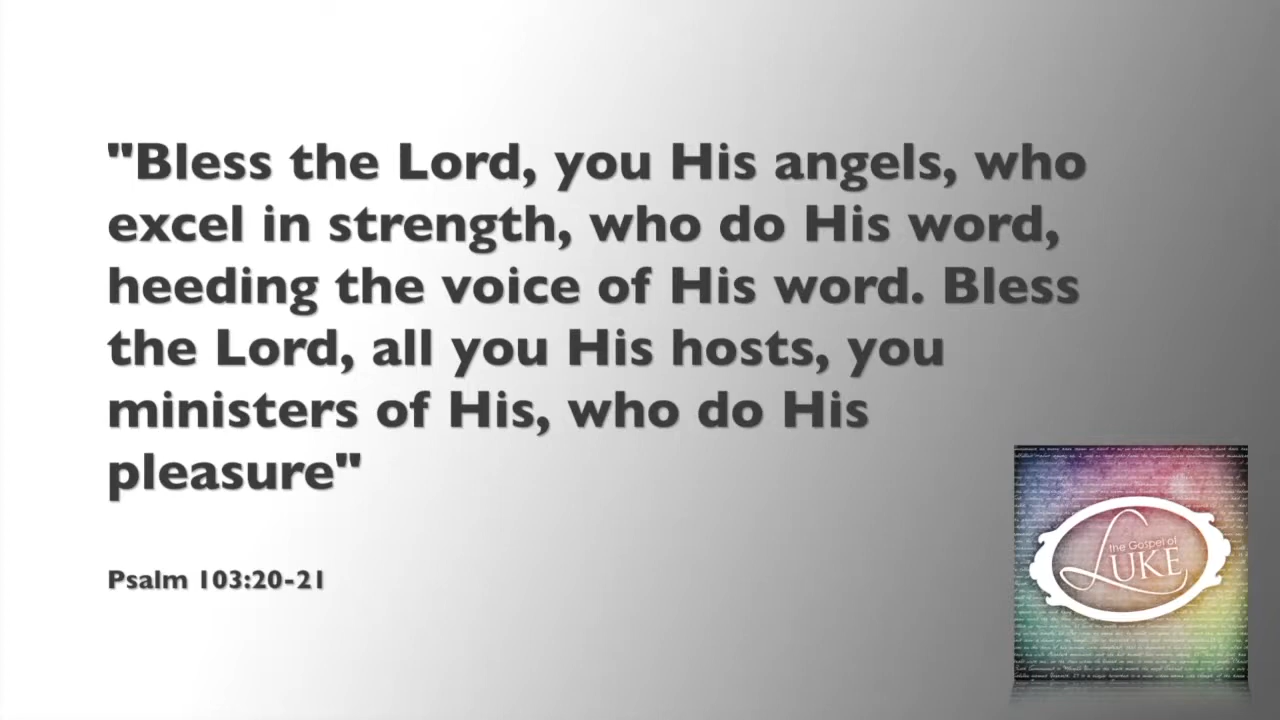 "Bless the Lord, you His angels, who
excel in strength, who do His word,
heeding the voice of His word. Bless
the Lord, all you His hosts, you
ministers of His, who do His
pleasure"
Psalm 103:20-21
the Gospel of
LUKE